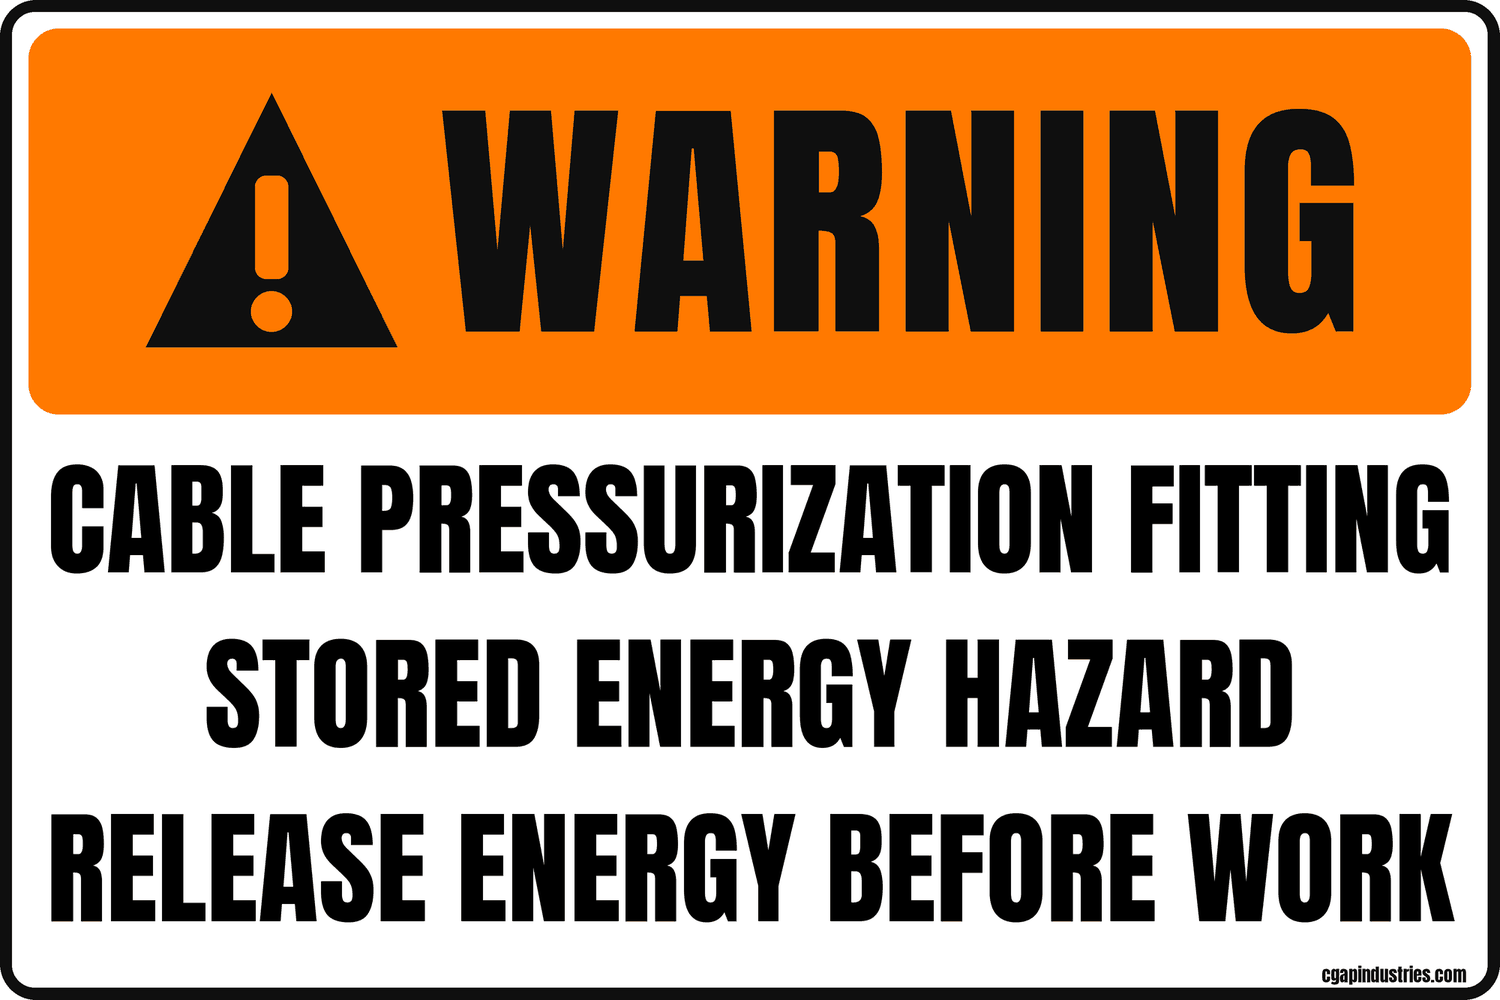 WARNING
CABLE PRESSURIZATION FITTING
STORED ENERGY HAZARD
RELEASE ENERGY BEFORE WORK
cgapindustries.com